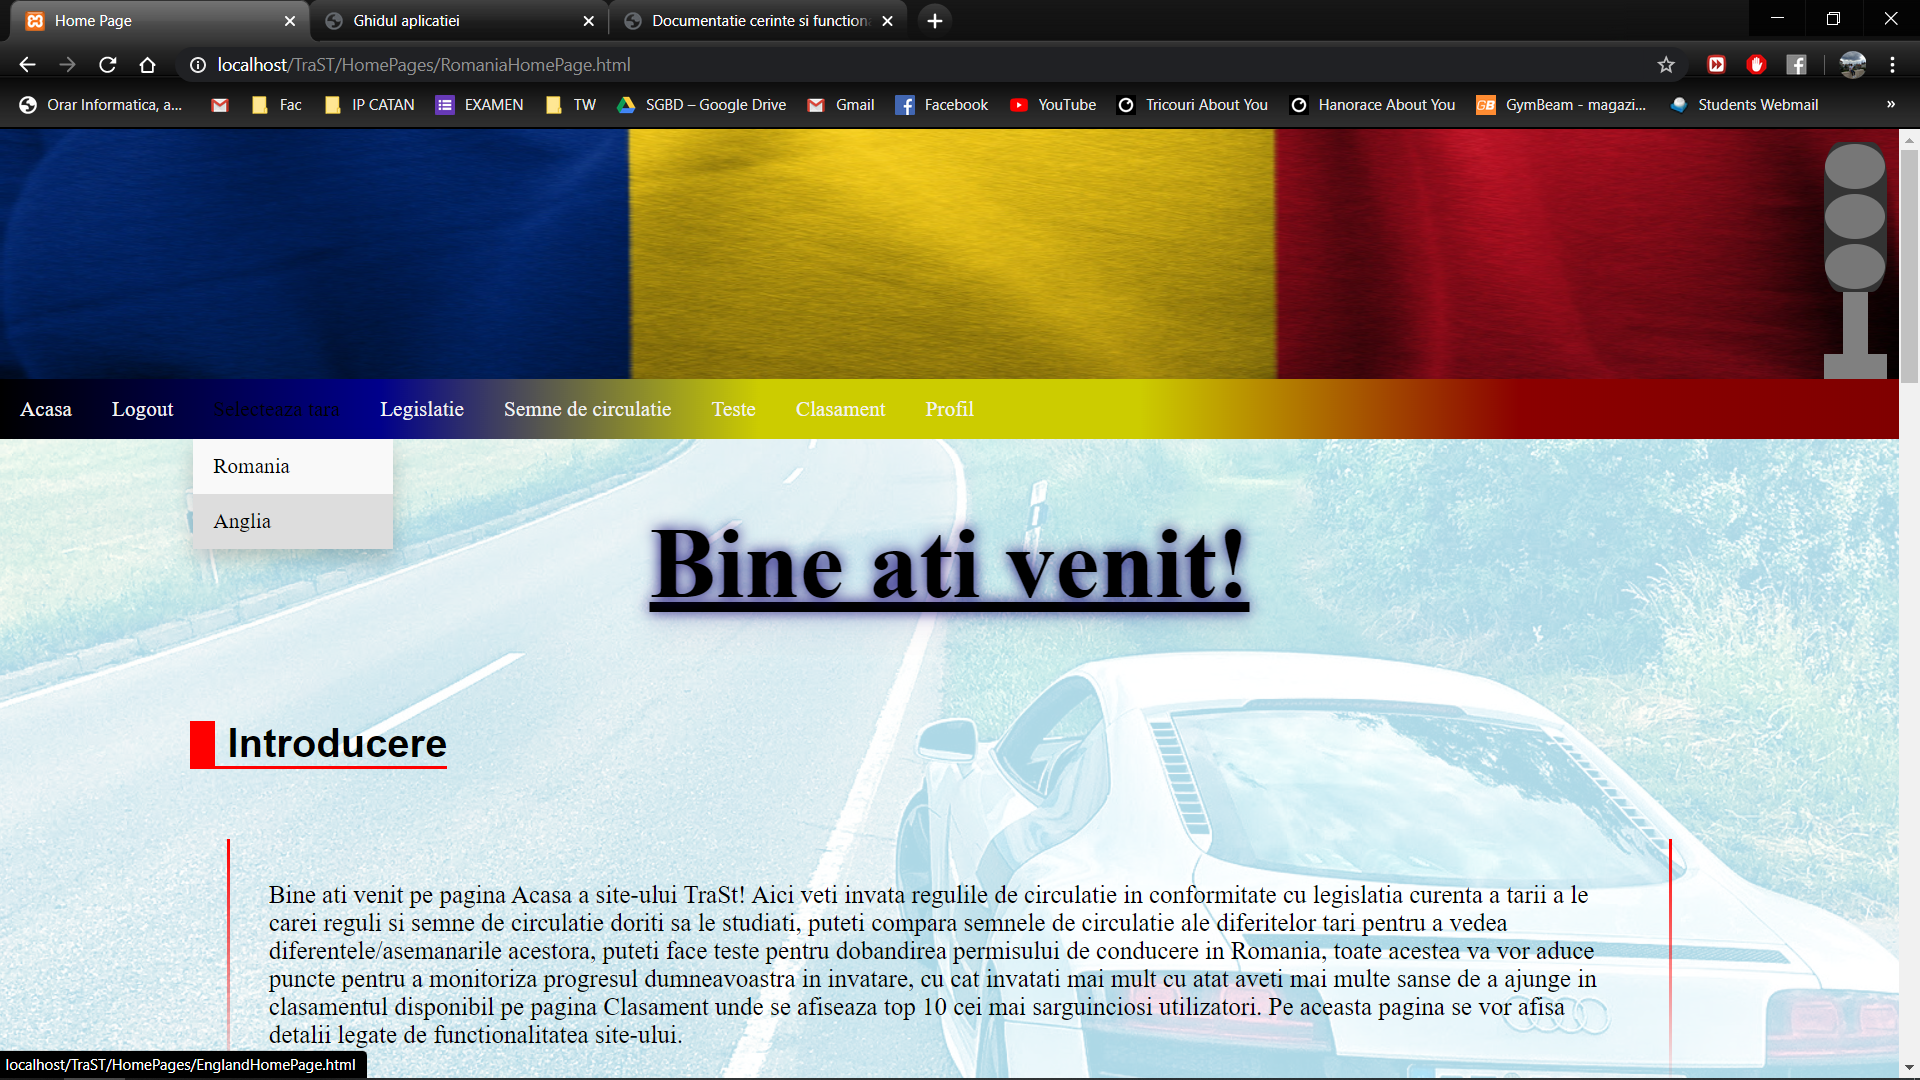 Home Page
Ghidul aplicatiei
Documentatie cerinte si function
localhost/TraST/HomePages/RomaniaHomePage.html
Orar Informatica, a...
Fac
IP CATAN
EXAMEN
TW
SGBD – Google Drive
Gmail
Facebook
YouTube
Tricouri About You
Hanorace About You
GB
GymBeam - magazi...
Students Webmail
»
Acasa
Logout
Selecteaza tara
Legislatie
Semne de circulatie
Teste
Clasament
Profil
Romania
Anglia
Bine ati venit!
Introducere
Bine ati venit pe pagina Acasa a site-ului TraSt! Aici veti invata regulile de circulatie in conformitate cu legislatia curenta a tarii a le
carei reguli si semne de circulatie doriti sa le studiati, puteti compara semnele de circulatie ale diferitelor tari pentru a vedea
diferentele/asemanarile acestora, puteti face teste pentru dobandirea permisului de conducere in Romania, toate acestea va vor aduce
puncte pentru a monitoriza progresul dumneavoastra in invatare, cu cat invatati mai mult cu atat aveti mai multe sanse de a ajunge in
clasamentul disponibil pe pagina Clasament unde se afiseaza top 10 cei mai sarguinciosi utilizatori. Pe aceasta pagina se vor afisa
detalii legate de functionalitatea site-ului.
localhost/TraST/HomePages/EnglandHomePage.html